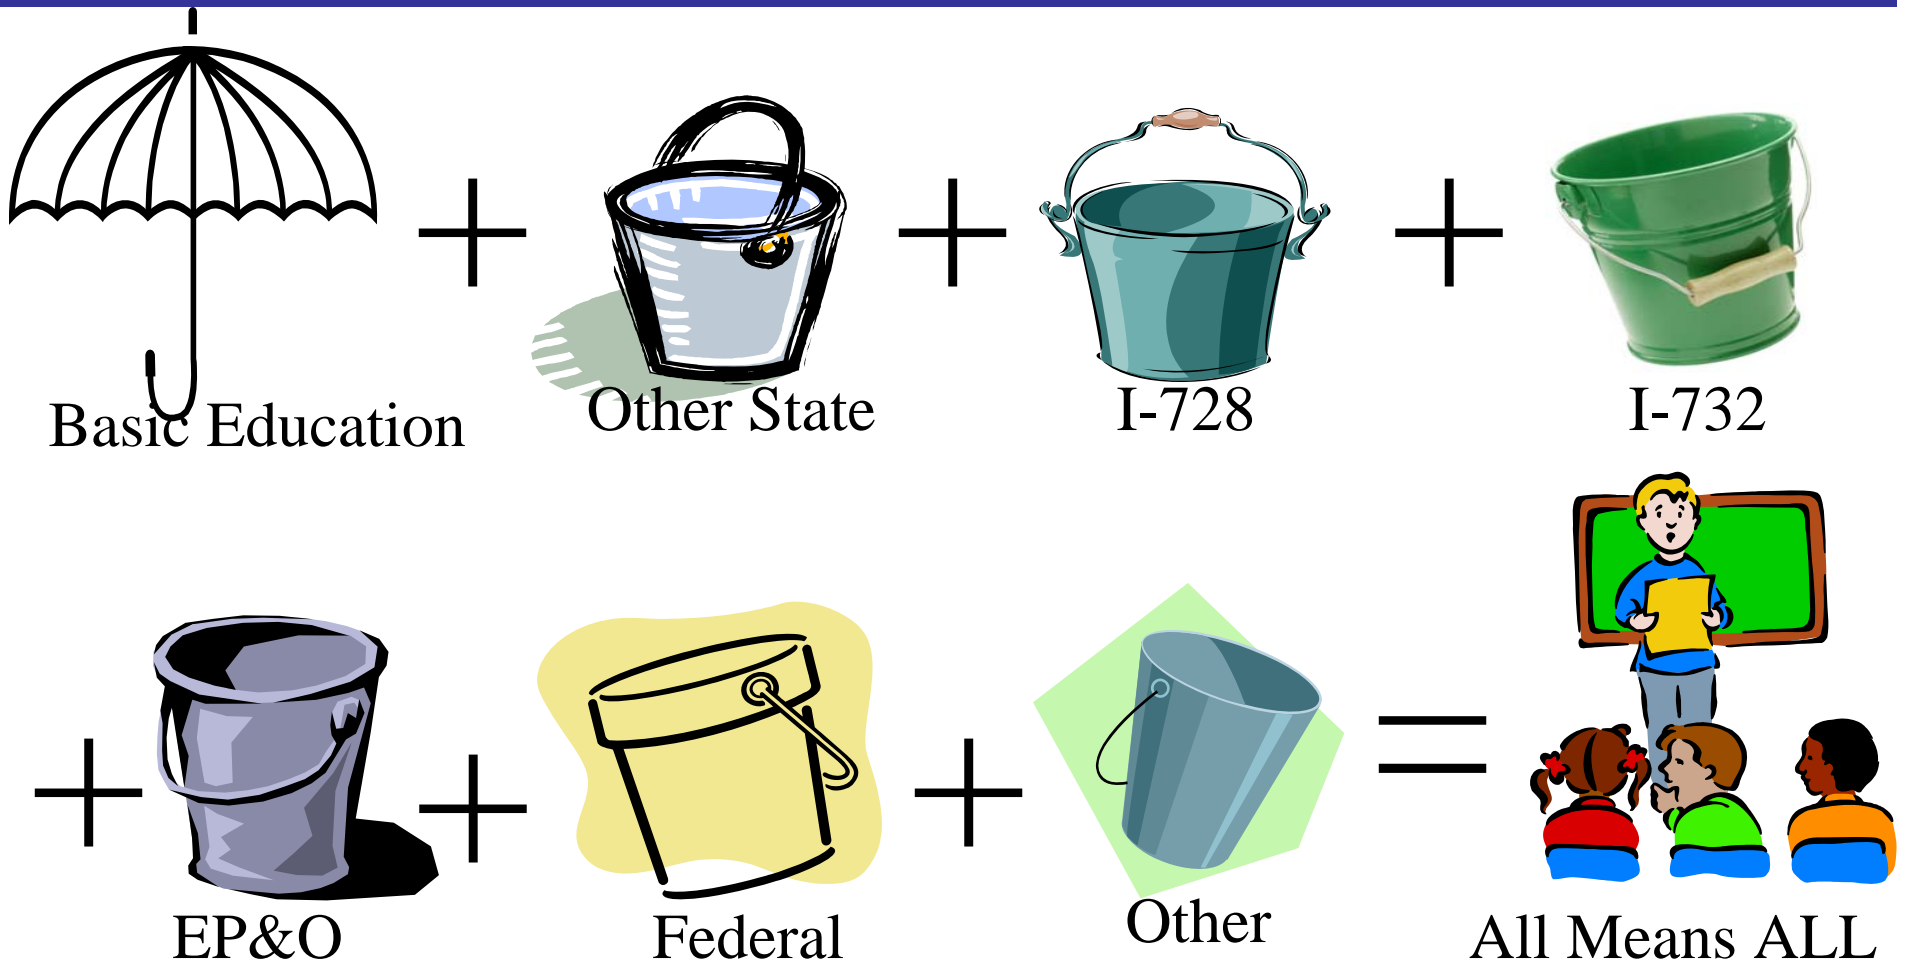 + + +
Basic Education
Other State
I-728
I-732
+ + + =
EP&O
Federal
Other
All Means ALL